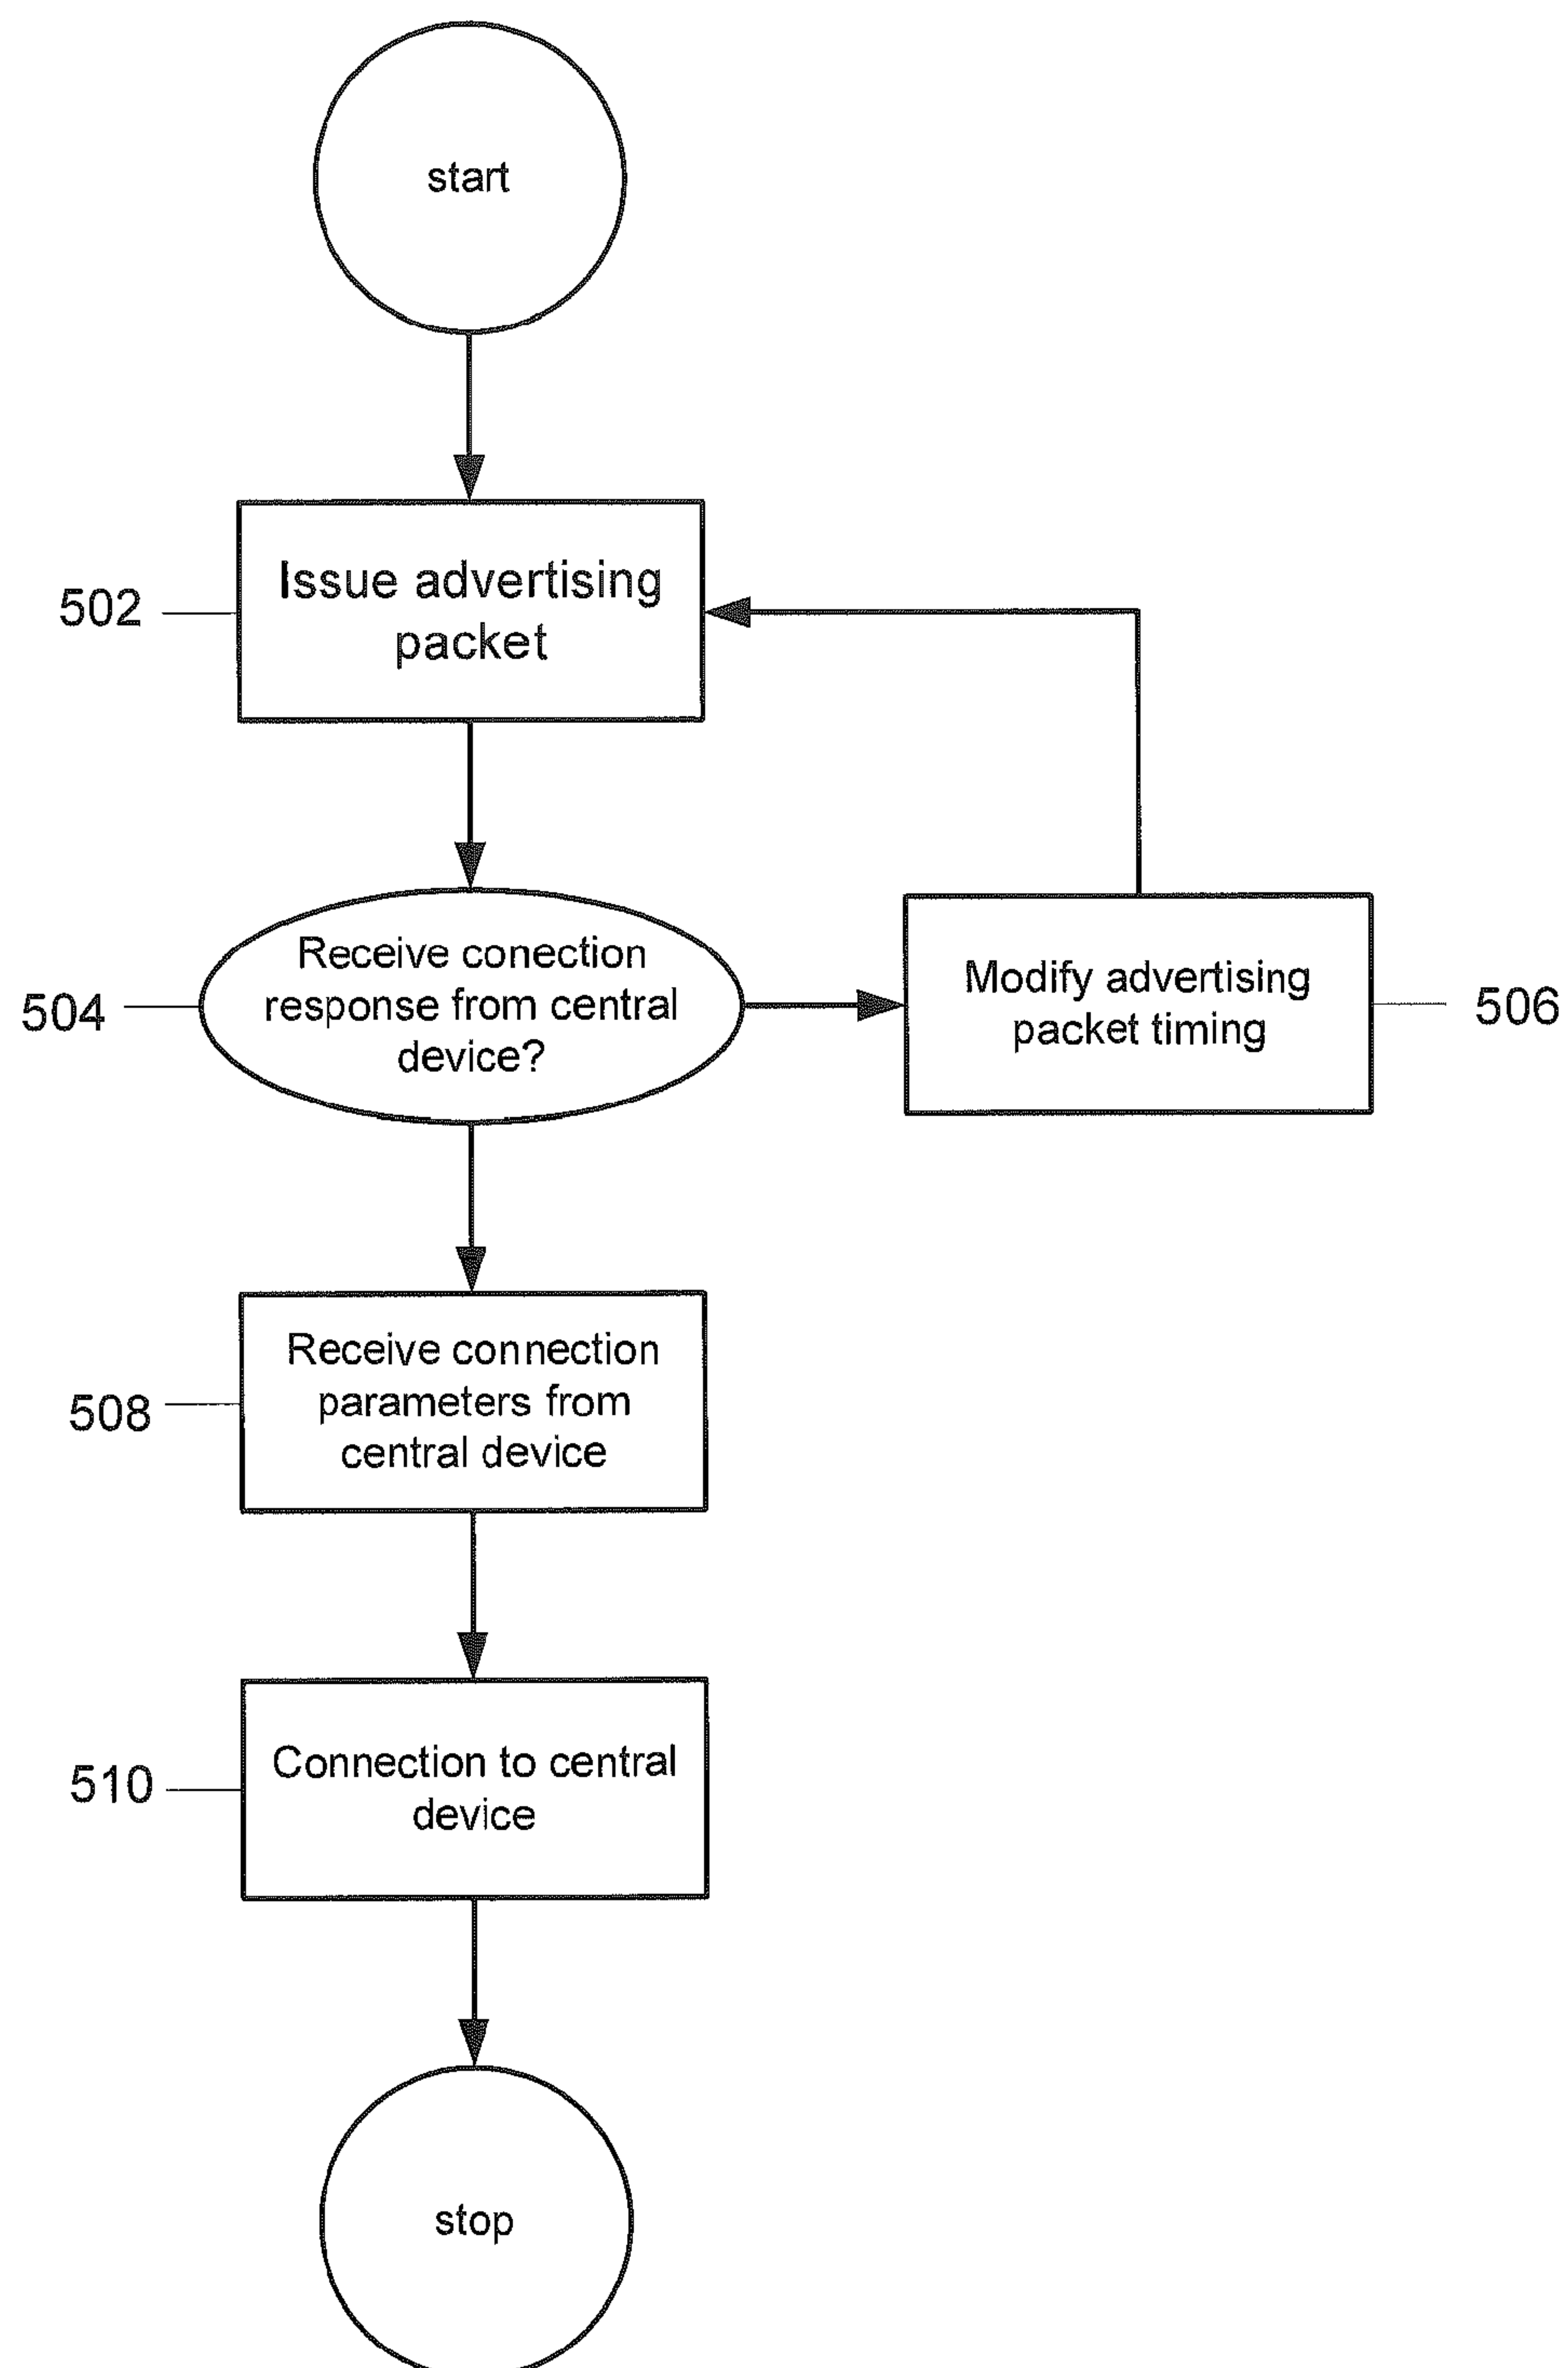 start
502
Issue advertising
packet
504
Receive conection
response from central
device?
Modify advertising
packet timing
506
508
Receive connection
parameters from
central device
510
Connection to central
device
stop